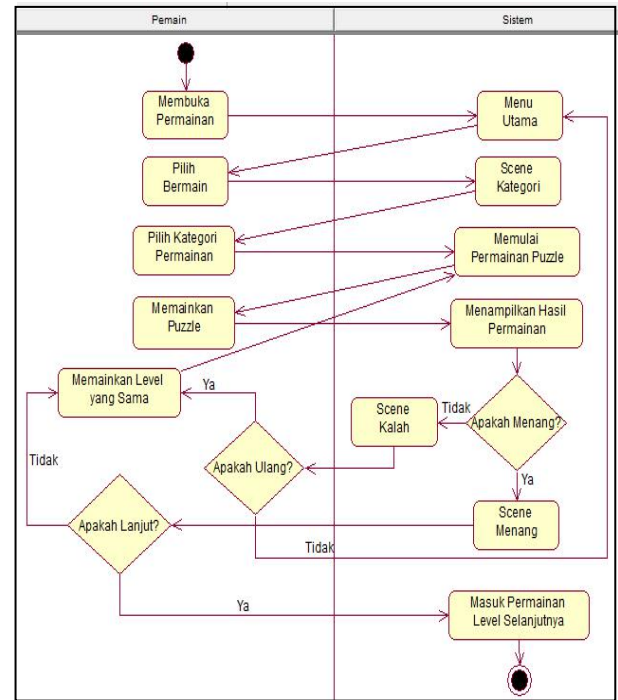 Pemain
Sistem
Membuka
Permainan
Menu
Utama
Pilih
Bermain
Scene
Kategori
Pilih Kategori
Permainan
Memulai
Permainan Puzzle
Memainkan
Puzzle
Menampilkan Hasil
Permainan
Memainkan Level
yang Sama
Ya
Scene
Kalah
Tidak
Apakah Menang?
Tidak
Apakah Ulang?
Ya
Apakah Lanjut?
Scene
Menang
Tidak
Ya
Masuk Permainan
Level Selanjutnya